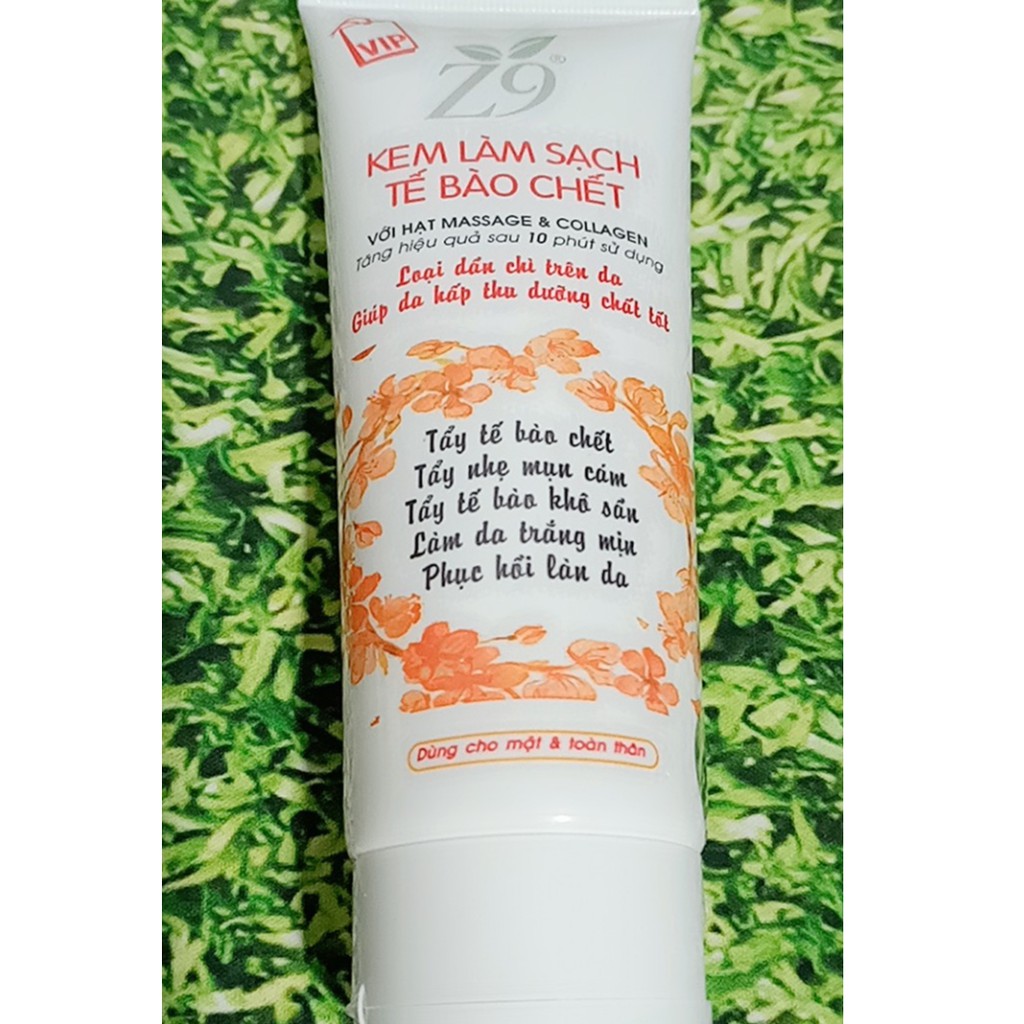 VIP
Z9®
KEM LÀM SẠCH
TẾ BÀO CHẾT
VỚI HẠT MASSAGE & COLLAGEN
Tăng hiệu quả sau 10 phút sử dụng
Loại dần chì trên da
Giúp da hấp thu dưỡng chất tốt
Tẩy tế bào chết
Tẩy nhẹ mụn cám
Tẩy tế bào khô sần
Làm da trắng mịn
Phục hồi làn da
Dùng cho mặt & toàn thân